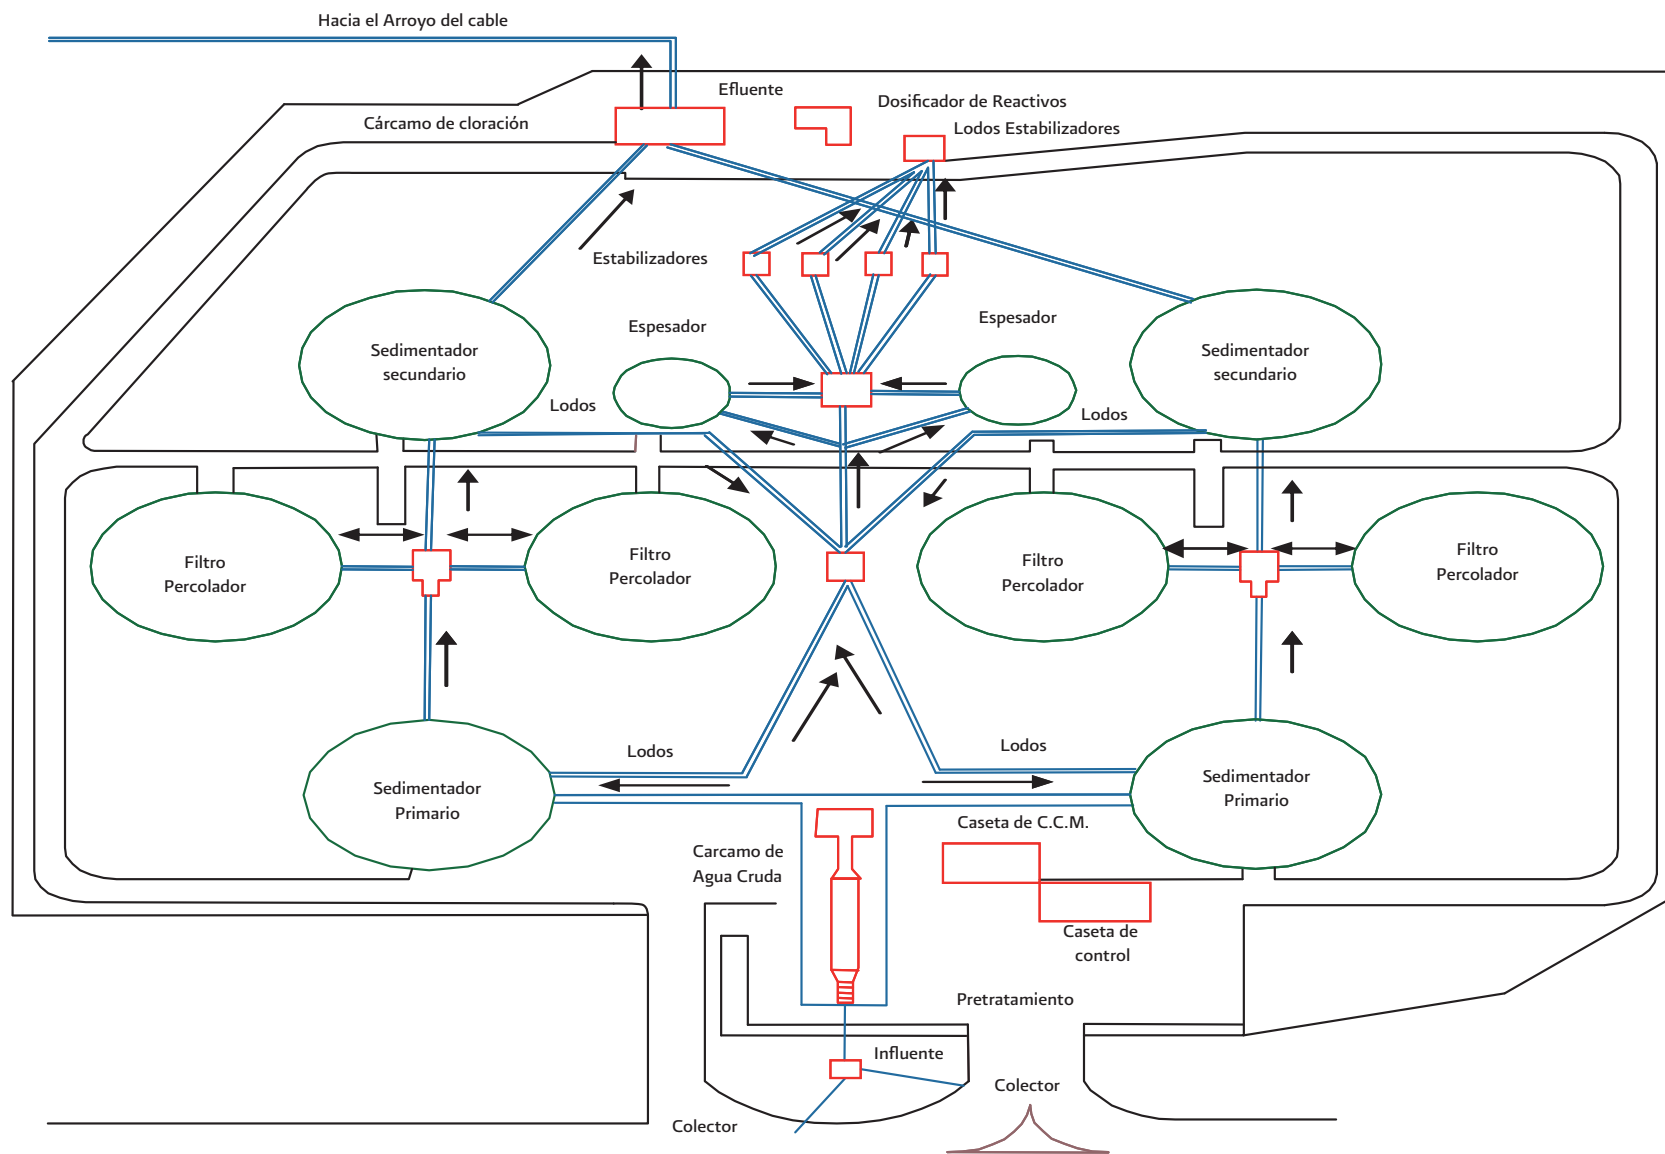 Hacia el Arroyo del cable
Efluente
Dosificador de Reactivos
Cárcamo de cloración
Lodos Estabilizadores
Estabilizadores
Espesador
Espesador
Sedimentador
secundario
Sedimentador
secundario
Lodos
Lodos
Filtro
Percolador
Filtro
Percolador
Filtro
Percolador
Filtro
Percolador
Lodos
Lodos
Sedimentador
Primario
Sedimentador
Primario
Caseta de C.C.M.
Carcamo de
Agua Cruda
Caseta de
control
Pretratamiento
Influente
Colector
Colector